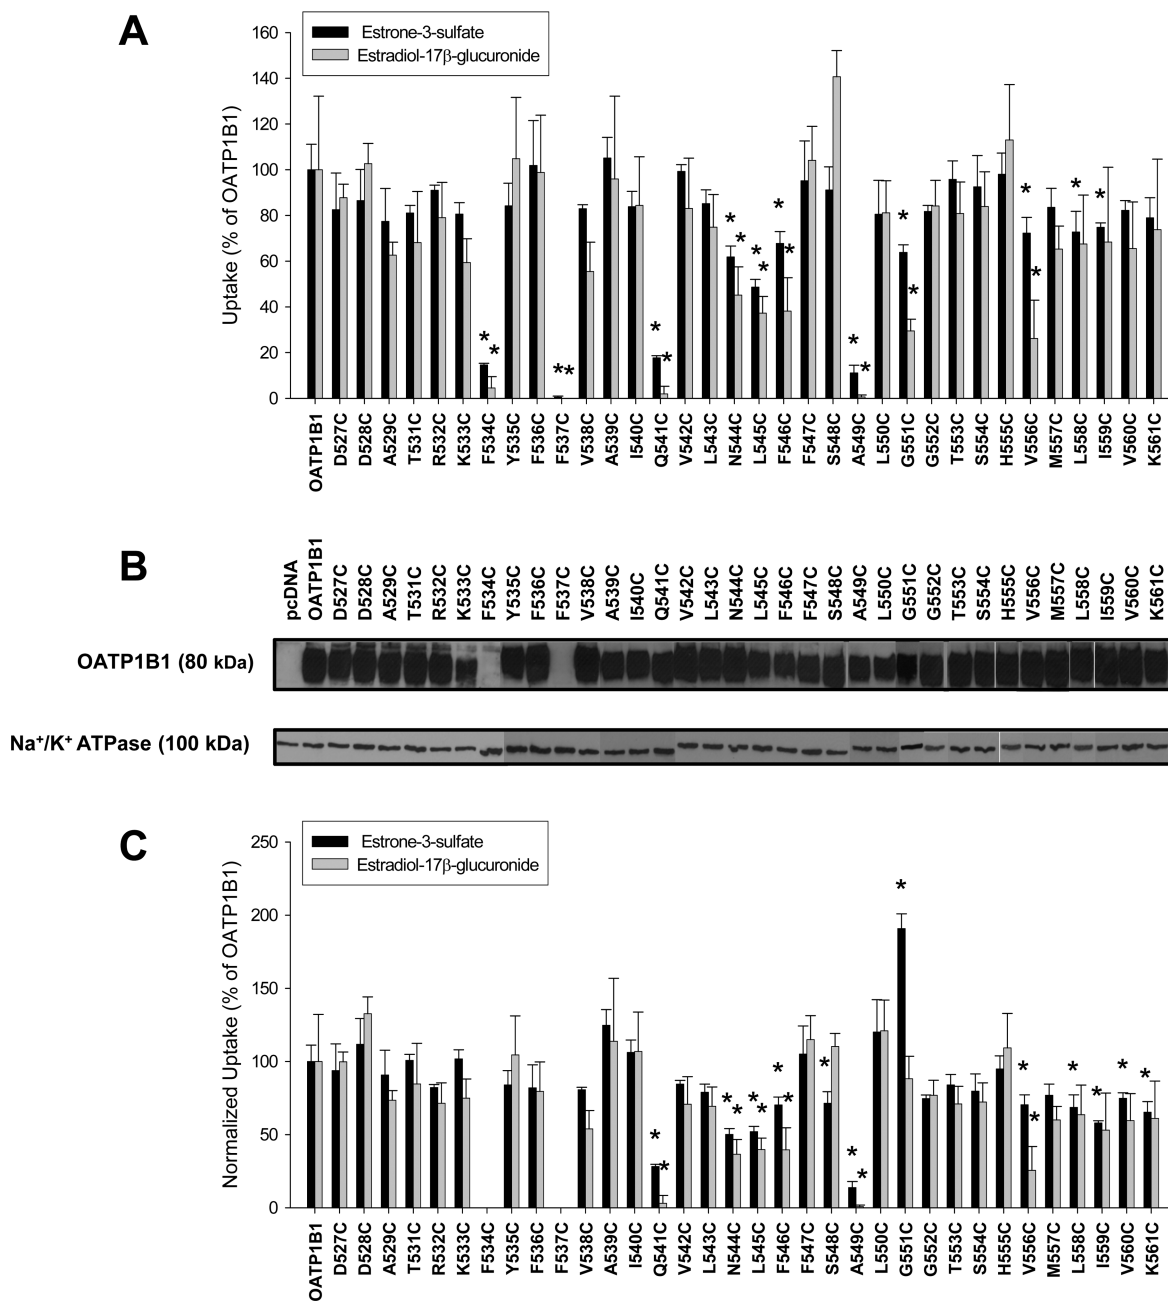 A
Estrone-3-sulfate
Estradiol-17β-glucuronide
Uptake (% of OATP1B1)
160
140
120
100
80
60
40
20
0
* * ** * * * * * * * * * * * * * * * * *
OATP1B1 D527C D528C A529C T531C R532C K533C F534C Y535C F536C F537C V538C A539C I540C Q541C V542C L543C N544C L545C F546C F547C S548C A549C L550C G551C G552C T553C S554C H555C V556C M557C L558C I559C V560C K561C
B
pcDNA OATP1B1 D527C D528C A529C T531C R532C K533C F534C Y535C F536C F537C V538C A539C I540C Q541C V542C L543C N544C L545C F546C F547C S548C A549C L550C G551C G552C T553C S554C H555C V556C M557C L558C I559C V560C K561C
OATP1B1 (80 kDa)
Na⁺/K⁺ ATPase (100 kDa)
C
Estrone-3-sulfate
Estradiol-17β-glucuronide
Normalized Uptake (% of OATP1B1)
250
200
150
100
50
0
* * * * * * * * * * * * * * * * * *
OATP1B1 D527C D528C A529C T531C R532C K533C F534C Y535C F536C F537C V538C A539C I540C Q541C V542C L543C N544C L545C F546C F547C S548C A549C L550C G551C G552C T553C S554C H555C V556C M557C L558C I559C V560C K561C